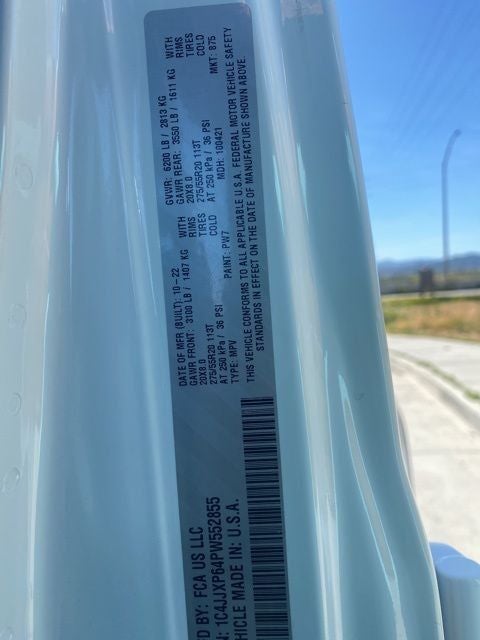 D BY: FCA US LLC
: 1C4JJXP64PW552855
HICLE MADE IN: U.S.A.
DATE OF MFR (BUILT): 10-22
GVWR: 6200 LB / 2813 KG
GAWR FRONT: 3100 LB / 1407 KG WITH
GAWR REAR: 3550 LB / 1611 KG WITH
20X8.0 RIMS
20X8.0 RIMS
275/55R20 113T TIRES
275/55R20 113T TIRES
AT 250 kPa / 36 PSI COLD
AT 250 kPa / 36 PSI COLD
TYPE: MPV PAINT: PW7 MDH: 100421 MKT: 875
THIS VEHICLE CONFORMS TO ALL APPLICABLE U.S.A. FEDERAL MOTOR VEHICLE SAFETY
STANDARDS IN EFFECT ON THE DATE OF MANUFACTURE SHOWN ABOVE.